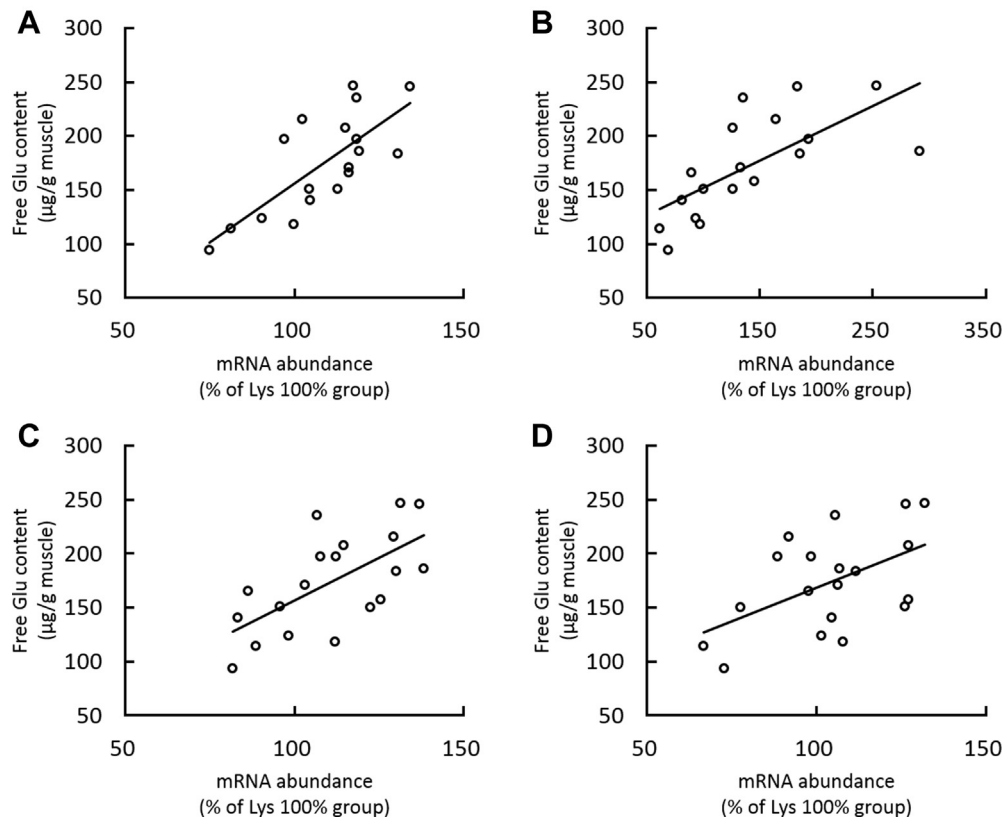 A
300
250
200
150
100
50
Free Glu content
(µg/g muscle)
50 100 150
mRNA abundance
(% of Lys 100% group)
B
300
250
200
150
100
50
Free Glu content
(µg/g muscle)
50 150 250 350
mRNA abundance
(% of Lys 100% group)
C
300
250
200
150
100
50
Free Glu content
(µg/g muscle)
50 100 150
mRNA abundance
(% of Lys 100% group)
D
300
250
200
150
100
50
Free Glu content
(µg/g muscle)
50 100 150
mRNA abundance
(% of Lys 100% group)